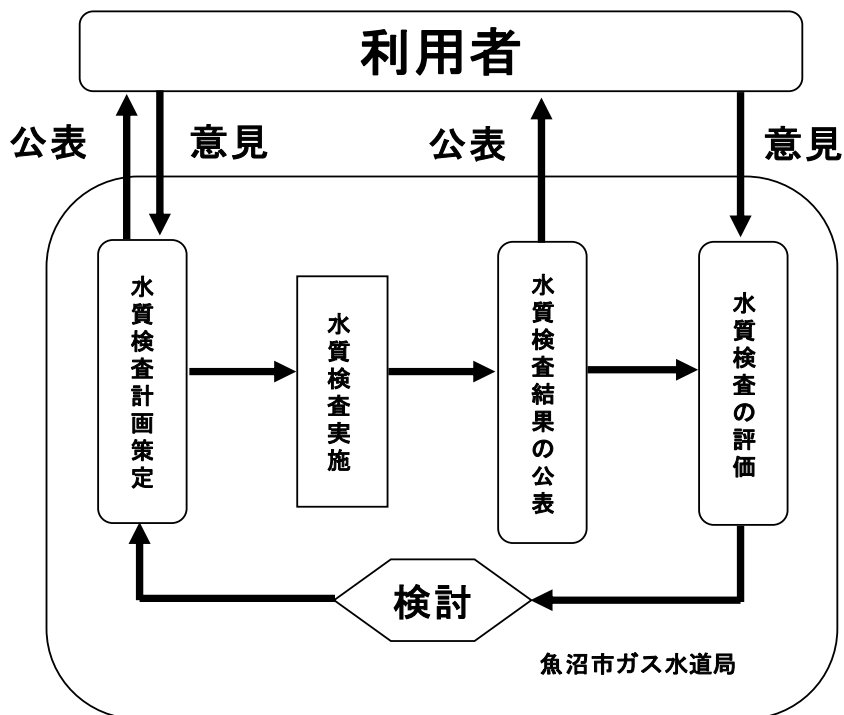 利用者
公表
意見
公表
意見
水質検査計画策定
水質検査実施
水質検査結果の公表
水質検査の評価
検討
魚沼市ガス水道局